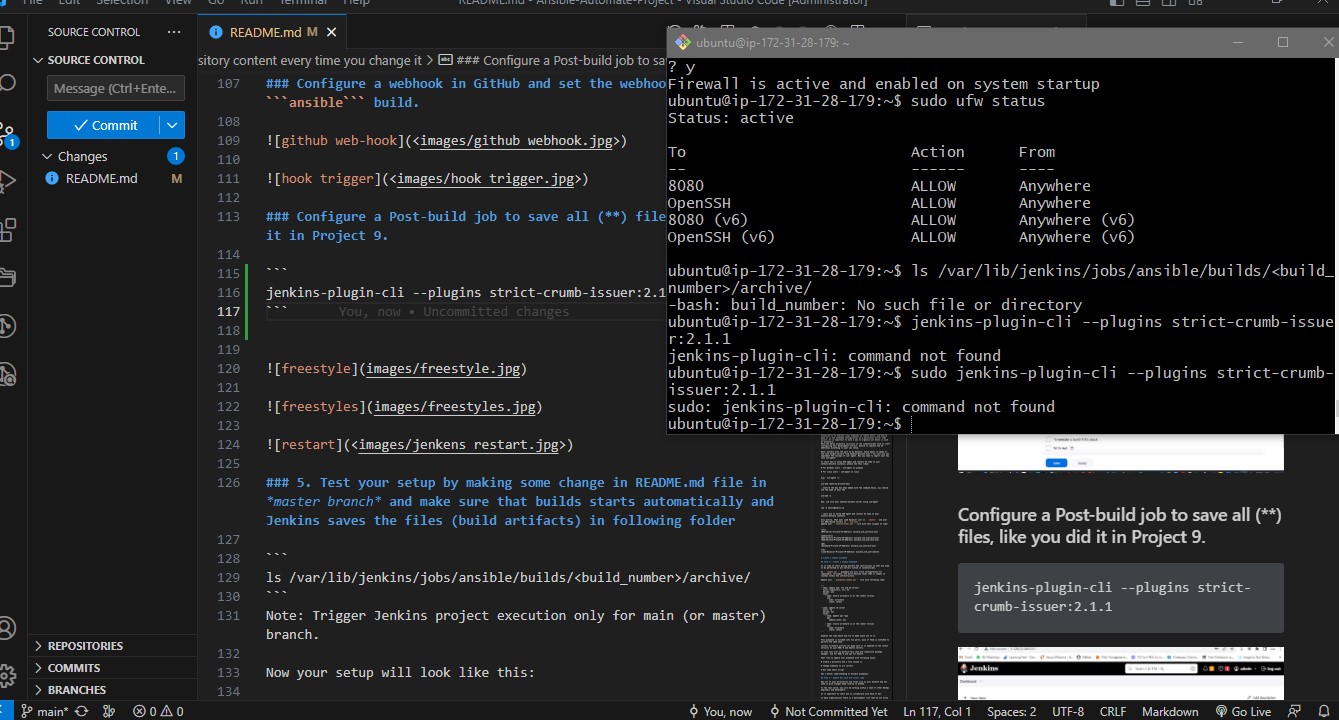 File Edit Selection View Go Run Terminal Help
README.md - Ansible-Automate-Project - Visual Studio Code [Administrator]
SOURCE CONTROL
SOURCE CONTROL
Message (Ctrl+Ente...
Commit
Changes 1
README.md M
REPOSITORIES
COMMITS
BRANCHES
1
README.md M
sitory content every time you change it > ### Configure a Post-build job to sa
107 ### Configure a webhook in GitHub and set the webhoo
```ansible``` build.
108
109 ![github web-hook](<images/github webhook.jpg>)
110
111 ![hook trigger](<images/hook trigger.jpg>)
112
113 ### Configure a Post-build job to save all (**) file
it in Project 9.
114
115 ```
116 jenkins-plugin-cli --plugins strict-crumb-issuer:2.1
117 ``` You, now • Uncommitted changes
118
119
120 ![freestyle](images/freestyle.jpg)
121
122 ![freestyles](images/freestyles.jpg)
123
124 ![restart](<images/jenkens restart.jpg>)
125
126 ### 5. Test your setup by making some change in README.md file in
*master branch* and make sure that builds starts automatically and
Jenkins saves the files (build artifacts) in following folder
127
128 ```
129 ls /var/lib/jenkins/jobs/ansible/builds/<build_number>/archive/
130 ```
131 Note: Trigger Jenkins project execution only for main (or master)
branch.
132
133 Now your setup will look like this:
134
ubuntu@ip-172-31-28-179: ~
? y
Firewall is active and enabled on system startup
ubuntu@ip-172-31-28-179:~$ sudo ufw status
Status: active
To Action From
-- ------ ----
8080 ALLOW Anywhere
OpenSSH ALLOW Anywhere
8080 (v6) ALLOW Anywhere (v6)
OpenSSH (v6) ALLOW Anywhere (v6)
ubuntu@ip-172-31-28-179:~$ ls /var/lib/jenkins/jobs/ansible/builds/<build_
number>/archive/
-bash: build_number: No such file or directory
ubuntu@ip-172-31-28-179:~$ jenkins-plugin-cli --plugins strict-crumb-issue
r:2.1.1
jenkins-plugin-cli: command not found
ubuntu@ip-172-31-28-179:~$ sudo jenkins-plugin-cli --plugins strict-crumb-
issuer:2.1.1
sudo: jenkins-plugin-cli: command not found
ubuntu@ip-172-31-28-179:~$
Configure a Post-build job to save all (**)
files, like you did it in Project 9.
jenkins-plugin-cli --plugins strict-
crumb-issuer:2.1.1
Jenkins
main* 0 0 You, now Not Committed Yet Ln 117, Col 1 Spaces: 2 UTF-8 CRLF Markdown Go Live